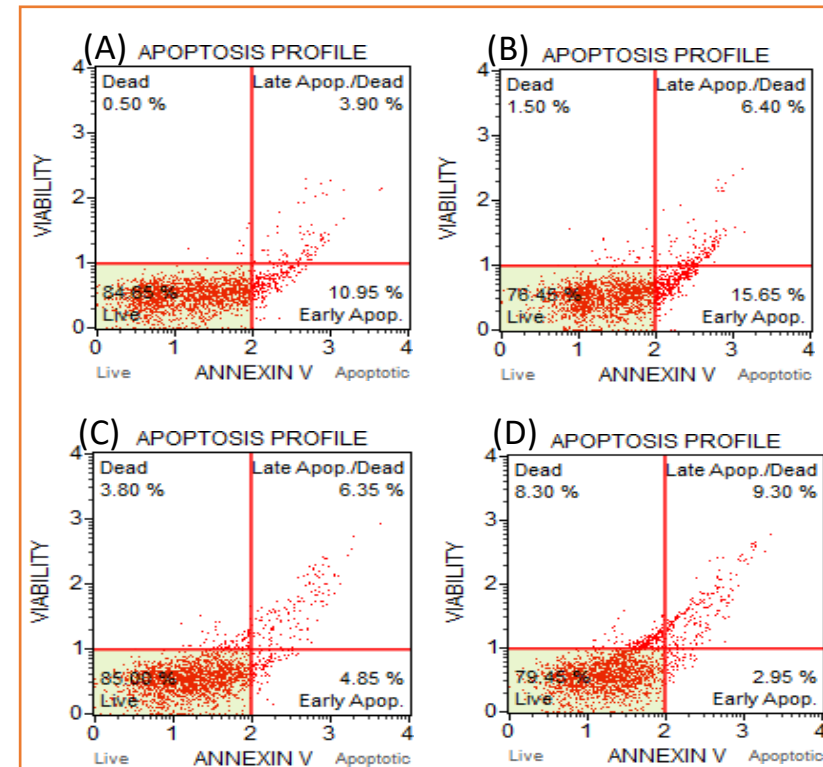 (A)
APOPTOSIS PROFILE
Dead
0.50 %
Late Apop./Dead
3.90 %
4
3
2
1
0
VIABILITY
84.65 %
Live
10.95 %
Early Apop.
0 1 2 3 4
Live ANNEXIN V Apoptotic
(B)
APOPTOSIS PROFILE
Dead
1.50 %
Late Apop./Dead
6.40 %
4
3
2
1
0
VIABILITY
76.45 %
Live
15.65 %
Early Apop.
0 1 2 3 4
Live ANNEXIN V Apoptotic
(C)
APOPTOSIS PROFILE
Dead
3.80 %
Late Apop./Dead
6.35 %
4
3
2
1
0
VIABILITY
85.00 %
Live
4.85 %
Early Apop.
0 1 2 3 4
Live ANNEXIN V Apoptotic
(D)
APOPTOSIS PROFILE
Dead
8.30 %
Late Apop./Dead
9.30 %
4
3
2
1
0
VIABILITY
79.45 %
Live
2.95 %
Early Apop.
0 1 2 3 4
Live ANNEXIN V Apoptotic